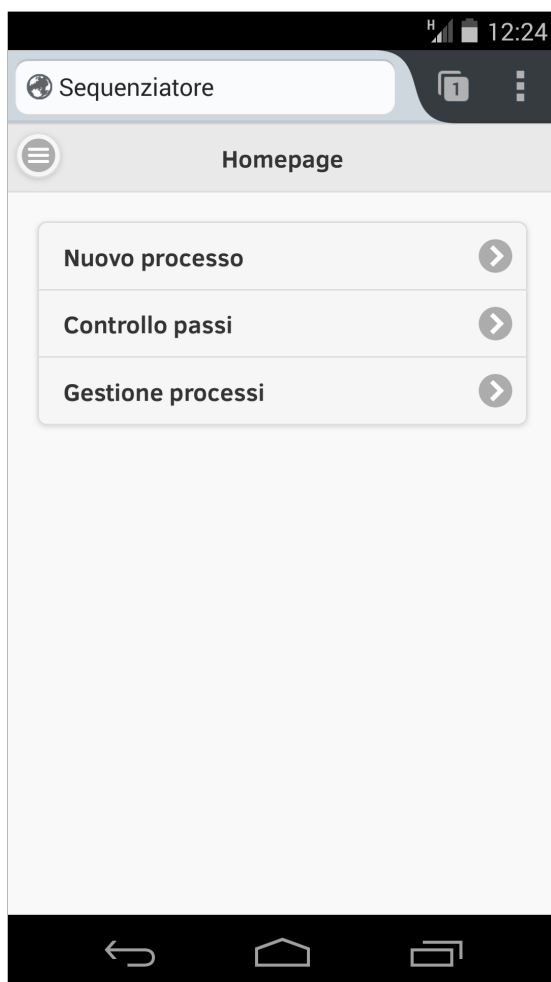 H 12:24
Sequenziatore
1
Homepage
Nuovo processo
Controllo passi
Gestione processi